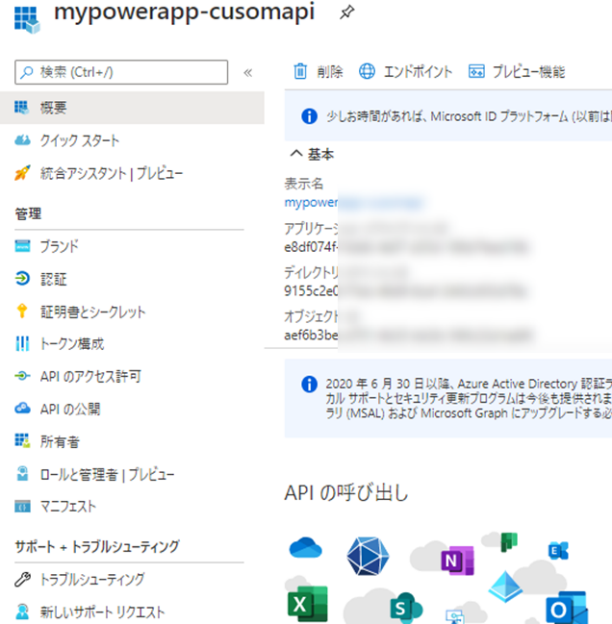 mypowerapp-cusomapi
検索 (Ctrl+/)
«
削除 エンドポイント プレビュー機能
概要
クイック スタート
統合アシスタント | プレビュー
管理
ブランド
認証
証明書とシークレット
トークン構成
API のアクセス許可
API の公開
所有者
ロールと管理者 | プレビュー
マニフェスト
サポート + トラブルシューティング
トラブルシューティング
新しいサポート リクエスト
少しお時間があれば、Microsoft ID プラットフォーム (以前は
基本
表示名
mypower
アプリケーシ
e8df074f
ディレクトリ
9155c2e0
オブジェクト
aef6b3be
2020 年 6 月 30 日以降、Azure Active Directory 認証ラ
カル サポートとセキュリティ更新プログラムは今後も提供されま
ラリ (MSAL) および Microsoft Graph にアップグレードする必
API の呼び出し
N
E
X
S
O